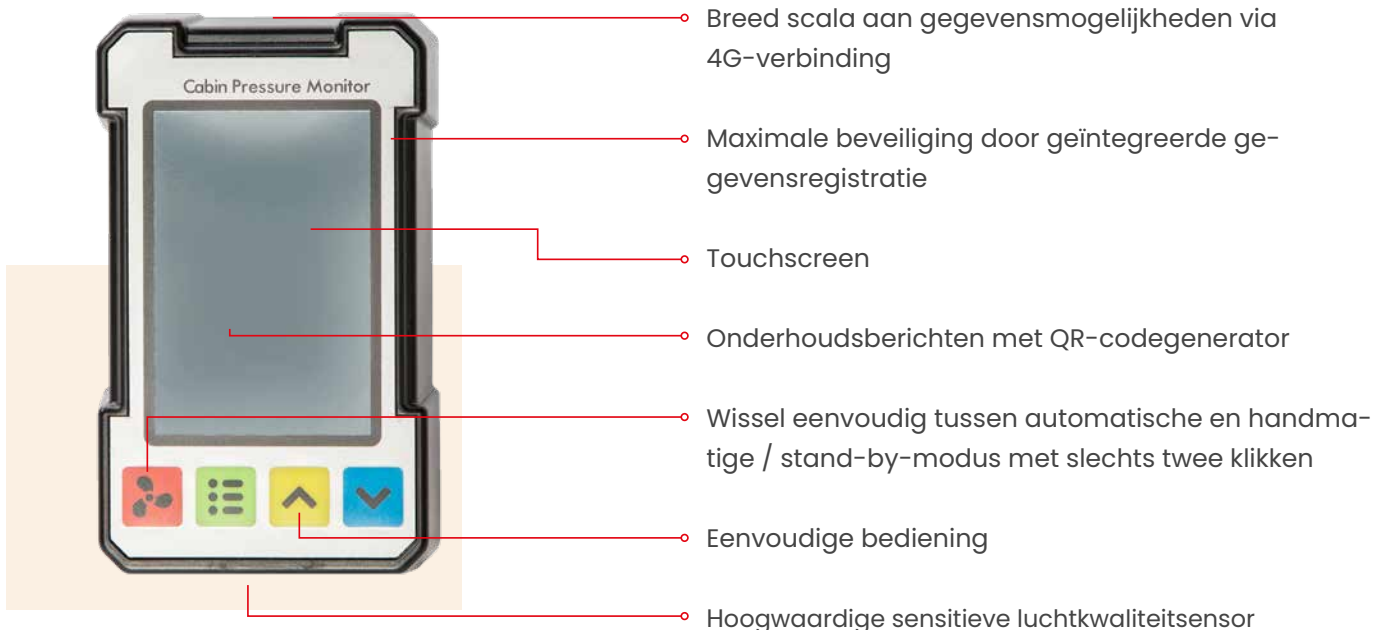 Breed scala aan gegevensmogelijkheden via
4G-verbinding
Cabin Pressure Monitor
Maximale beveiliging door geïntegreerde ge-
gevensregistratie
Touchscreen
Onderhoudsberichten met QR-codegenerator
Wissel eenvoudig tussen automatische en handma-
tige / stand-by-modus met slechts twee klikken
Eenvoudige bediening
Hoogwaardige sensitieve luchtkwaliteitsensor